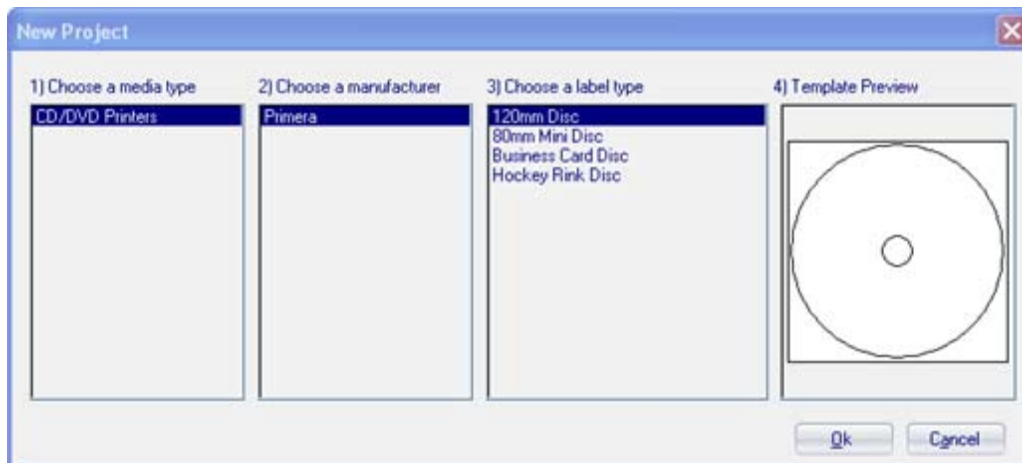 New Project
1) Choose a media type
CD/DVD Printers
2) Choose a manufacturer
Primera
3) Choose a label type
120mm Disc
80mm Mini Disc
Business Card Disc
Hockey Rink Disc
4) Template Preview
Ok
Cancel